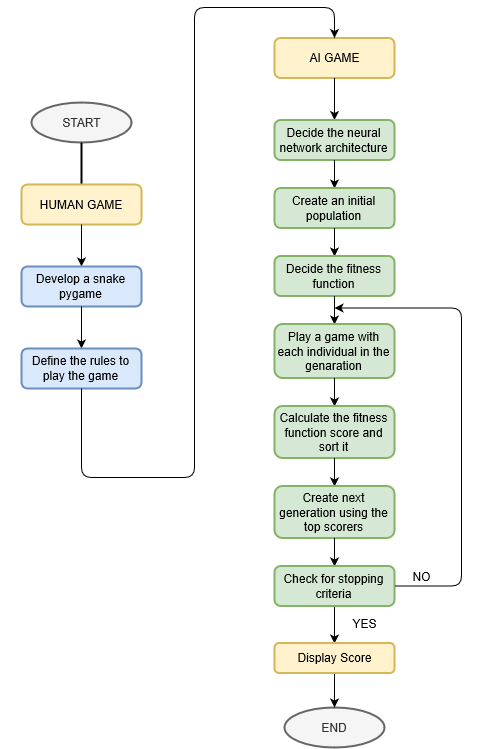 START
HUMAN GAME
Develop a snake
pygame
Define the rules to
play the game
AI GAME
Decide the neural
network architecture
Create an initial
population
Decide the fitness
function
Play a game with
each individual in the
genaration
Calculate the fitness
function score and
sort it
Create next
generation using the
top scorers
Check for stopping
criteria
NO
YES
Display Score
END